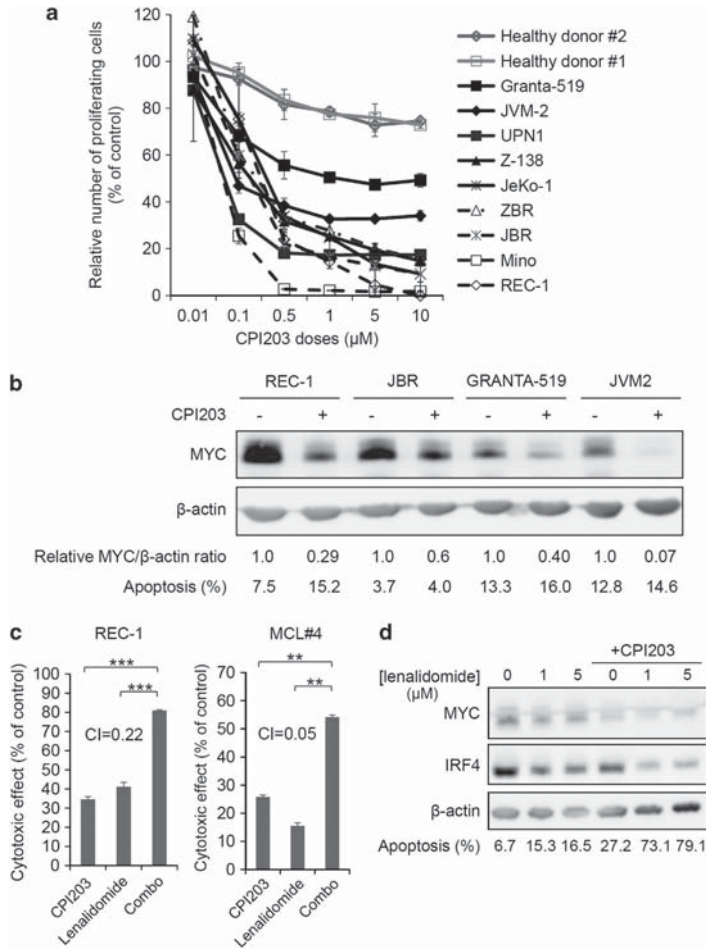 a
120
100
80
60
40
20
0
Relative number of proliferating cells
(% of control)
0.01 0.1 0.5 1 5 10
CPI203 doses (µM)
Healthy donor #2
Healthy donor #1
Granta-519
JVM-2
UPN1
Z-138
JeKo-1
ZBR
JBR
Mino
REC-1
b
REC-1 JBR GRANTA-519 JVM2
CPI203 - + - + - + - +
MYC
β-actin
Relative MYC/β-actin ratio 1.0 0.29 1.0 0.6 1.0 0.40 1.0 0.07
Apoptosis (%) 7.5 15.2 3.7 4.0 13.3 16.0 12.8 14.6
c
REC-1
Cytotoxic effect (% of control)
100
90
80
70
60
50
40
30
20
10
0
***
***
CI=0.22
CPI203
Lenalidomide
Combo
MCL#4
Cytotoxic effect (% of control)
70
60
50
40
30
20
10
0
**
**
CI=0.05
CPI203
Lenalidomide
Combo
d
+CPI203
[lenalidomide] 0 1 5 0 1 5
(µM)
MYC
IRF4
β-actin
Apoptosis (%) 6.7 15.3 16.5 27.2 73.1 79.1